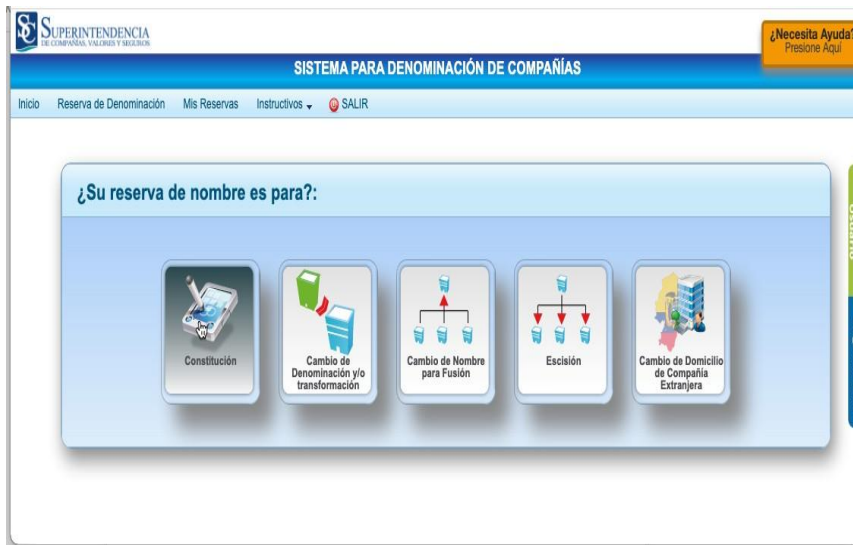 SC SUPERINTENDENCIA
DE COMPAÑÍAS, VALORES Y SEGUROS
¿Necesita Ayuda?
Presione Aquí
SISTEMA PARA DENOMINACIÓN DE COMPAÑÍAS
Inicio Reserva de Denominación Mis Reservas Instructivos SALIR
¿Su reserva de nombre es para?:
Constitución
Cambio de
Denominación y/o
transformación
Cambio de Nombre
para Fusión
Escisión
Cambio de Domicilio
de Compañía
Extranjera